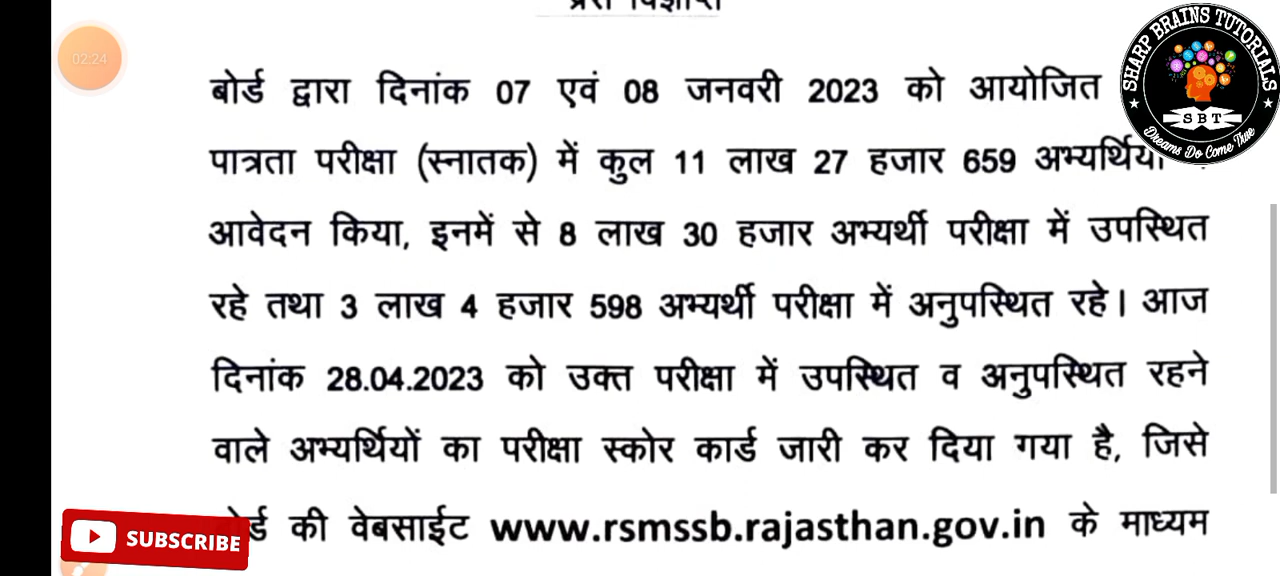 प्रेस विज्ञप्ति
02:24
बोर्ड द्वारा दिनांक 07 एवं 08 जनवरी 2023 को आयोजित
पात्रता परीक्षा (स्नातक) में कुल 11 लाख 27 हजार 659 अभ्यर्थियों
आवेदन किया, इनमें से 8 लाख 30 हजार अभ्यर्थी परीक्षा में उपस्थित
रहे तथा 3 लाख 4 हजार 598 अभ्यर्थी परीक्षा में अनुपस्थित रहे। आज
दिनांक 28.04.2023 को उक्त परीक्षा में उपस्थित व अनुपस्थित रहने
वाले अभ्यर्थियों का परीक्षा स्कोर कार्ड जारी कर दिया गया है, जिसे
बोर्ड की वेबसाईट www.rsmssb.rajasthan.gov.in के माध्यम
SHARP BRAINS TUTORIALS
SBT
Dreams Do Come True
SUBSCRIBE